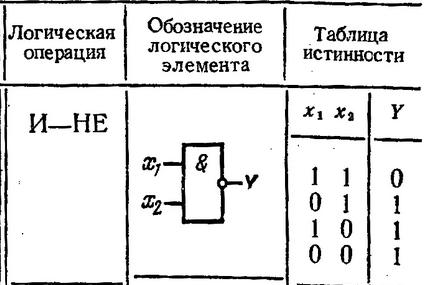 Логическая операция
Обозначение логического элемента
Таблица истинности
И—НЕ
x₁ & Y
x₂
x₁ x₂ Y
1 1 0
0 1 1
1 0 1
0 0 1